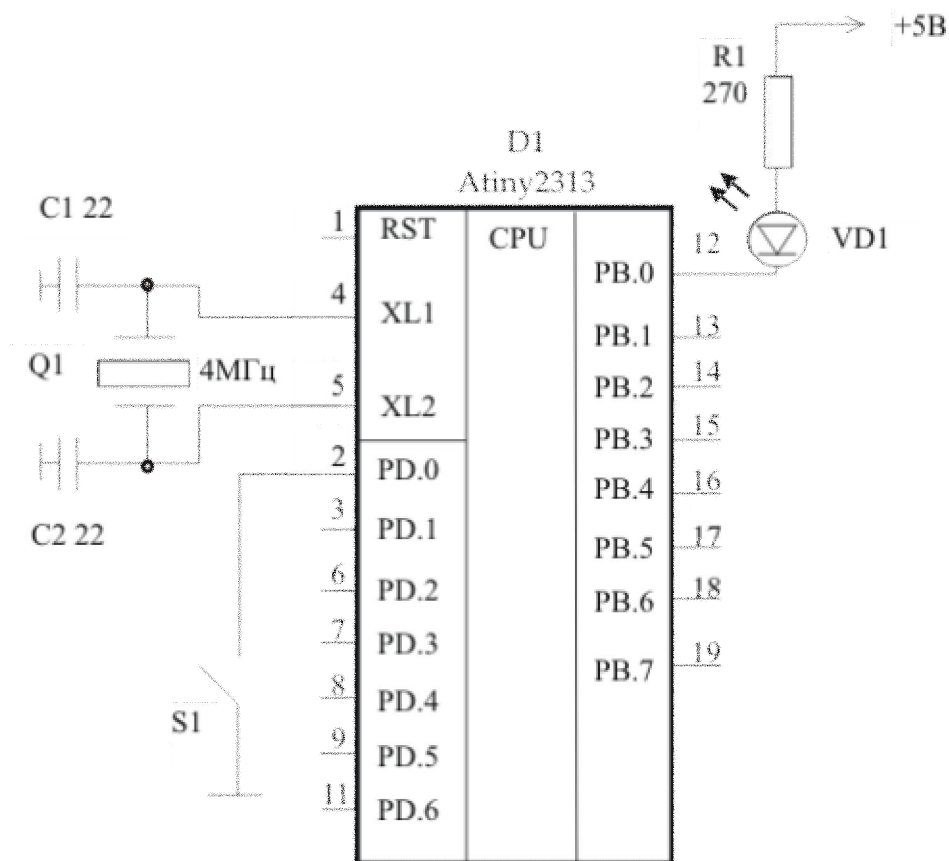 +5В
R1
270
D1
Atiny2313
C1 22
1
RST
CPU
12
VD1
PB.0
4
XL1
PB.1
13
Q1
4МГц
5
XL2
PB.2
14
PB.3
15
2
PD.0
PB.4
16
C2 22
3
PD.1
PB.5
17
6
PD.2
PB.6
18
7
PD.3
PB.7
19
8
PD.4
S1
9
PD.5
11
PD.6